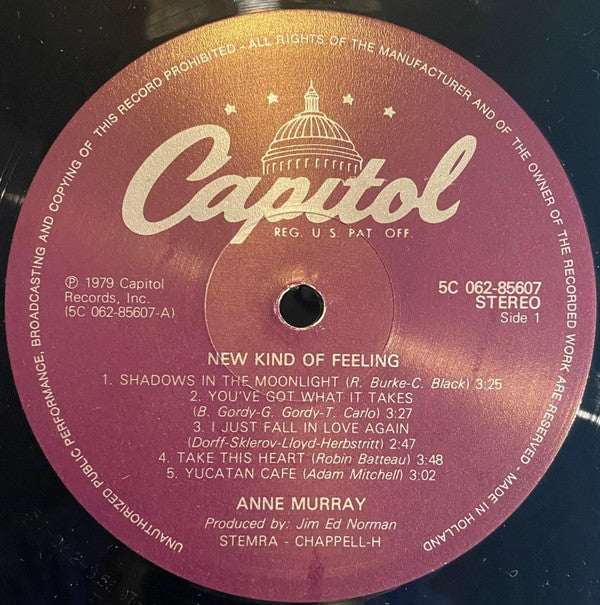 UNAUTHORIZED PUBLIC PERFORMANCE, BROADCASTING AND COPYING OF THIS RECORD PROHIBITED - ALL RIGHTS OF THE MANUFACTURER AND OF THE OWNER OF THE RECORDED WORK ARE RESERVED - MADE IN HOLLAND
Capitol
REG. U.S. PAT. OFF.
℗ 1979 Capitol
Records, Inc.
(5C 062-85607-A)
5C 062-85607
STEREO
Side 1
NEW KIND OF FEELING
1. SHADOWS IN THE MOONLIGHT (R. Burke-C. Black) 3:25
2. YOU'VE GOT WHAT IT TAKES
(B. Gordy-G. Gordy-T. Carlo) 3:27
3. I JUST FALL IN LOVE AGAIN
(Dorff-Sklerov-Lloyd-Herbstritt) 2:47
4. TAKE THIS HEART (Robin Batteau) 3:48
5. YUCATAN CAFE (Adam Mitchell) 3:02
ANNE MURRAY
Produced by: Jim Ed Norman
STEMRA - CHAPPELL-H